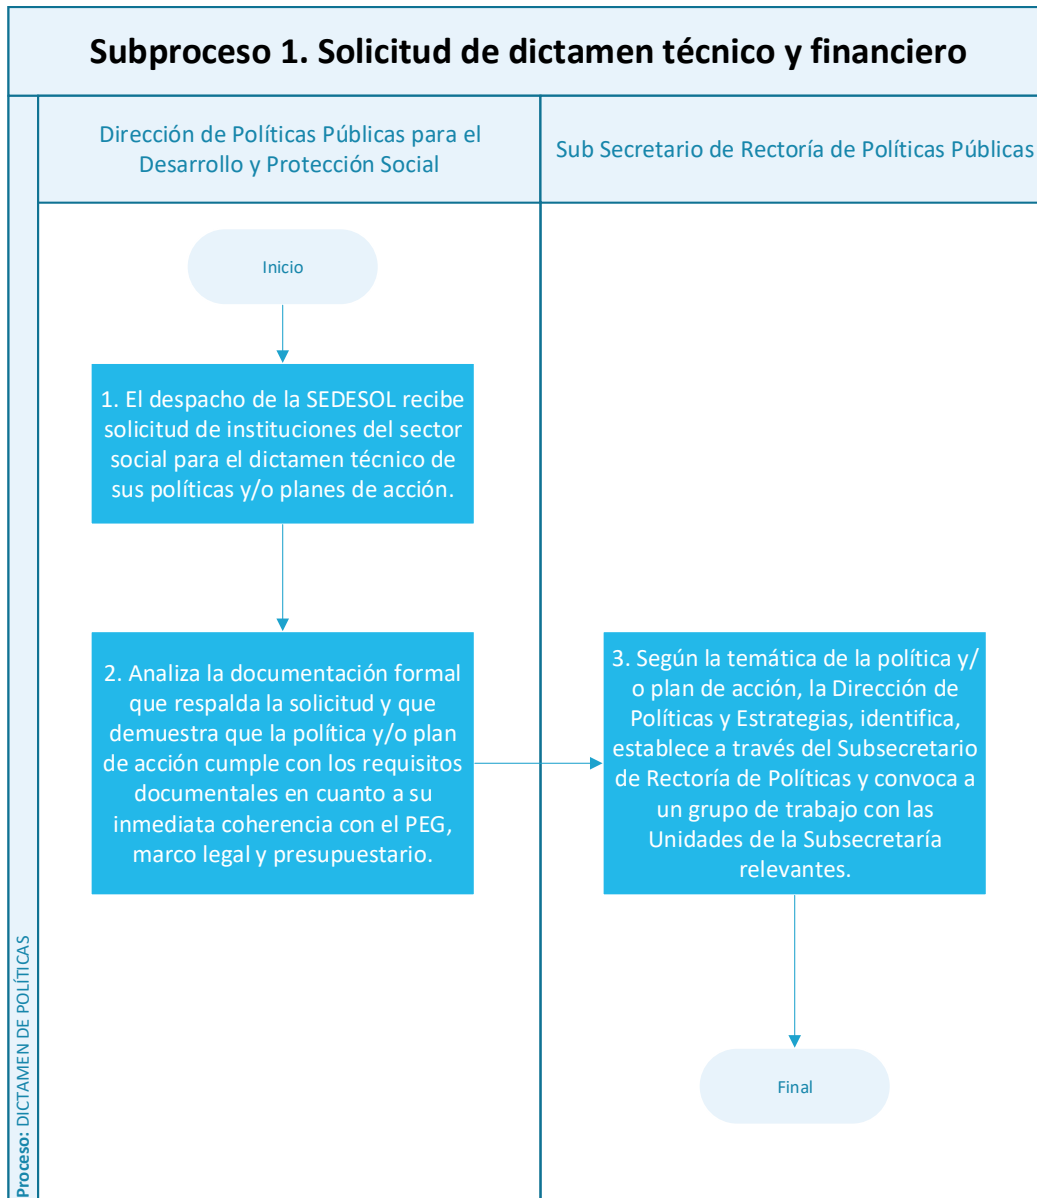 Subproceso 1. Solicitud de dictamen técnico y financiero
Dirección de Políticas Públicas para el
Desarrollo y Protección Social
Sub Secretario de Rectoría de Políticas Públicas
Inicio
1. El despacho de la SEDESOL recibe
solicitud de instituciones del sector
social para el dictamen técnico de
sus políticas y/o planes de acción.
2. Analiza la documentación formal
que respalda la solicitud y que
demuestra que la política y/o plan
de acción cumple con los requisitos
documentales en cuanto a su
inmediata coherencia con el PEG,
marco legal y presupuestario.
3. Según la temática de la política y/
o plan de acción, la Dirección de
Políticas y Estrategias, identifica,
establece a través del Subsecretario
de Rectoría de Políticas y convoca a
un grupo de trabajo con las
Unidades de la Subsecretaría
relevantes.
Final
Proceso: DICTAMEN DE POLÍTICAS